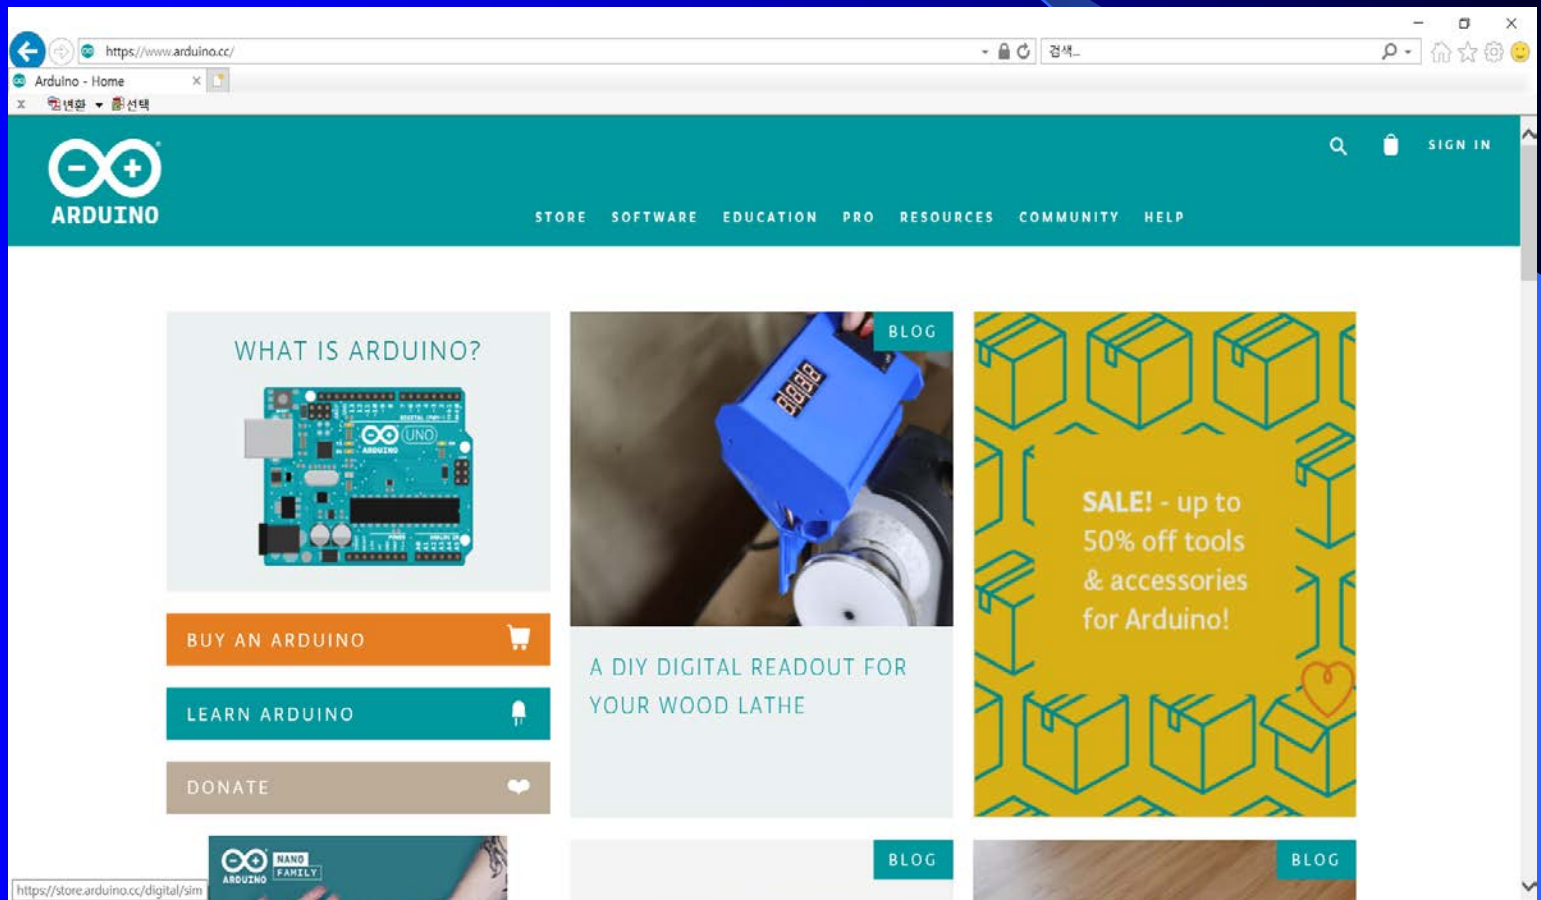 https://www.arduino.cc/
검색...
Arduino - Home
x 변환 선택
SIGN IN
ARDUINO
STORE SOFTWARE EDUCATION PRO RESOURCES COMMUNITY HELP
WHAT IS ARDUINO?
UNO
ARDUINO
BUY AN ARDUINO
LEARN ARDUINO
DONATE
ARDUINO
NANO
FAMILY
BLOG
A DIY DIGITAL READOUT FOR
YOUR WOOD LATHE
SALE! - up to
50% off tools
& accessories
for Arduino!
BLOG
BLOG
https://store.arduino.cc/digital/sim